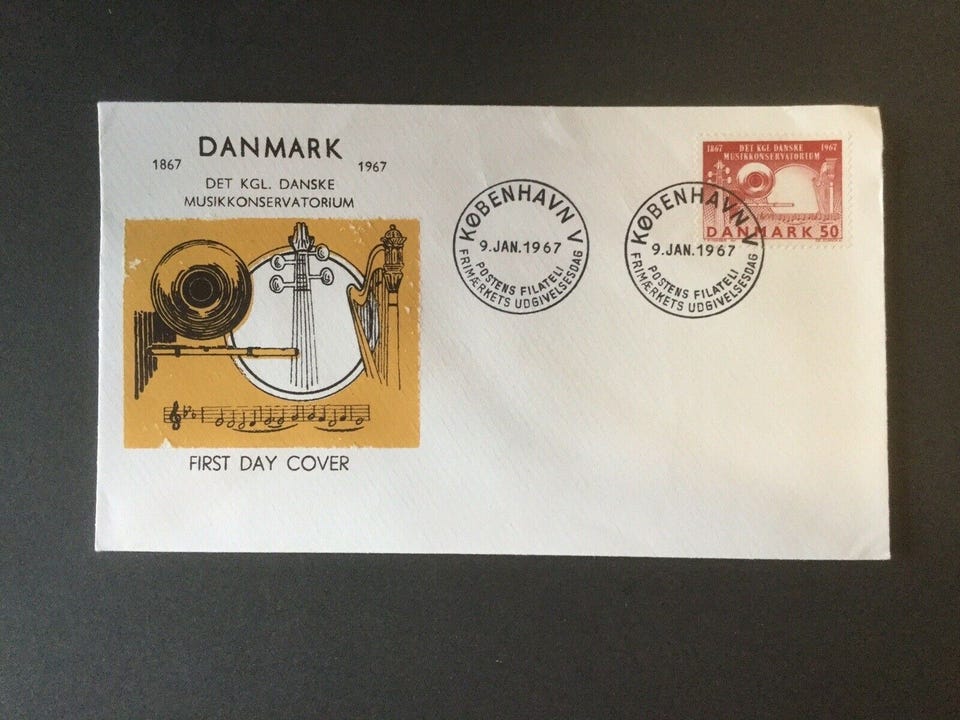 DANMARK
1867 1967
DET KGL. DANSKE
MUSIKKONSERVATORIUM
FIRST DAY COVER
KØBENHAVN V
9.JAN.1967
POSTENS FILATELI
FRIMÆRKETS UDGIVELSESDAG
KØBENHAVN V
9.JAN.1967
POSTENS FILATELI
FRIMÆRKETS UDGIVELSESDAG
1867 DET KGL DANSKE 1967
MUSIKKONSERVATORIUM
DANMARK 50